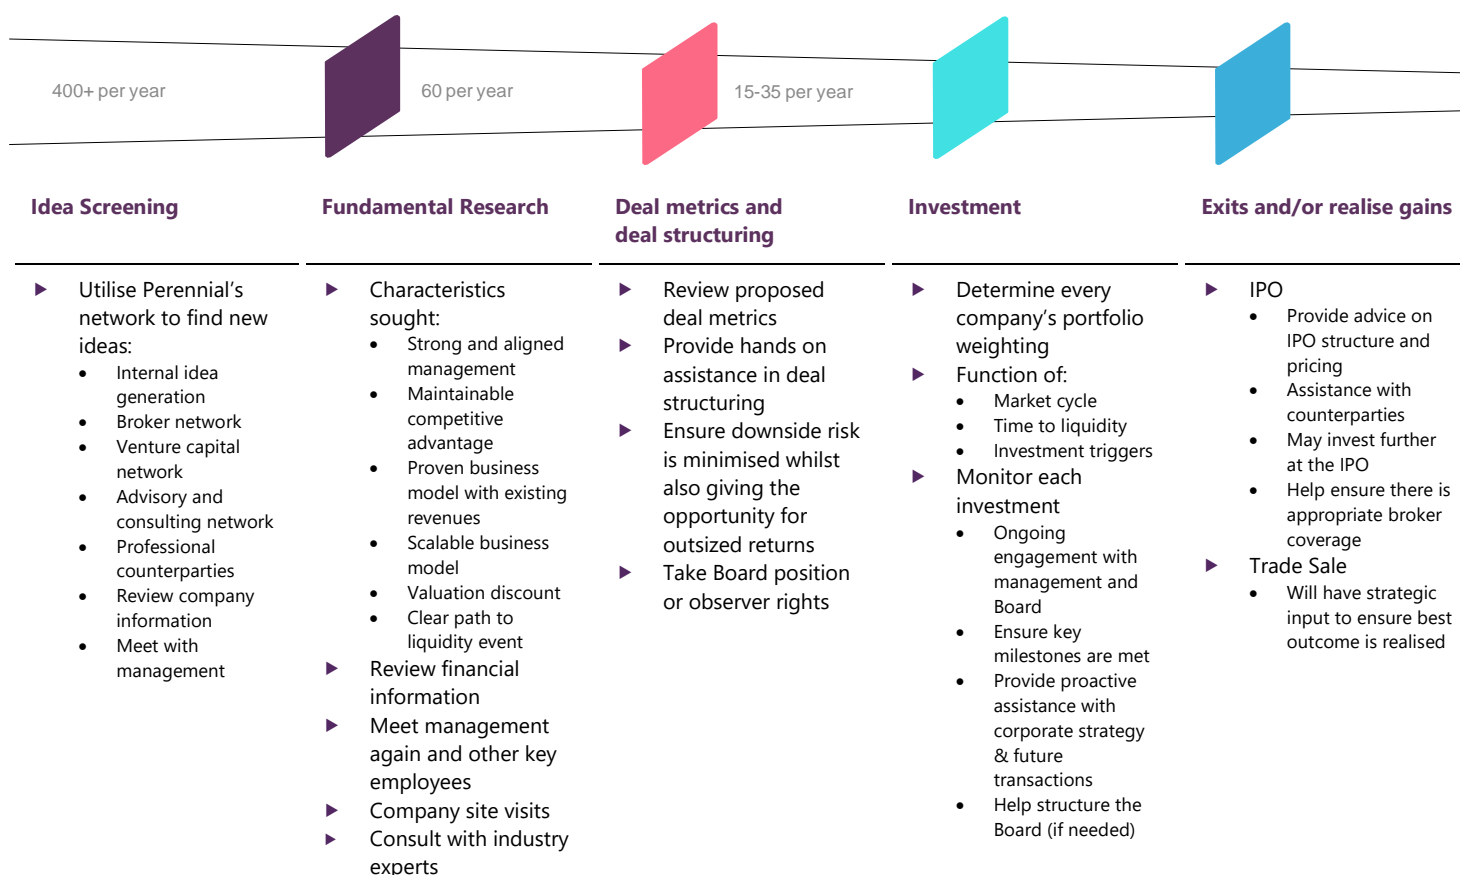 400+ per year
60 per year
15-35 per year
Idea Screening
Utilise Perennial’s
network to find new
ideas:
Internal idea
generation
Broker network
Venture capital
network
Advisory and
consulting network
Professional
counterparties
Review company
information
Meet with
management
Fundamental Research
Characteristics
sought:
Strong and aligned
management
Maintainable
competitive
advantage
Proven business
model with existing
revenues
Scalable business
model
Valuation discount
Clear path to
liquidity event
Review financial
information
Meet management
again and other key
employees
Company site visits
Consult with industry
experts
Deal metrics and
deal structuring
Review proposed
deal metrics
Provide hands on
assistance in deal
structuring
Ensure downside risk
is minimised whilst
also giving the
opportunity for
outsized returns
Take Board position
or observer rights
Investment
Determine every
company’s portfolio
weighting
Function of:
Market cycle
Time to liquidity
Investment triggers
Monitor each
investment
Ongoing
engagement with
management and
Board
Ensure key
milestones are met
Provide proactive
assistance with
corporate strategy
& future
transactions
Help structure the
Board (if needed)
Exits and/or realise gains
IPO
Provide advice on
IPO structure and
pricing
Assistance with
counterparties
May invest further
at the IPO
Help ensure there is
appropriate broker
coverage
Trade Sale
Will have strategic
input to ensure best
outcome is realised